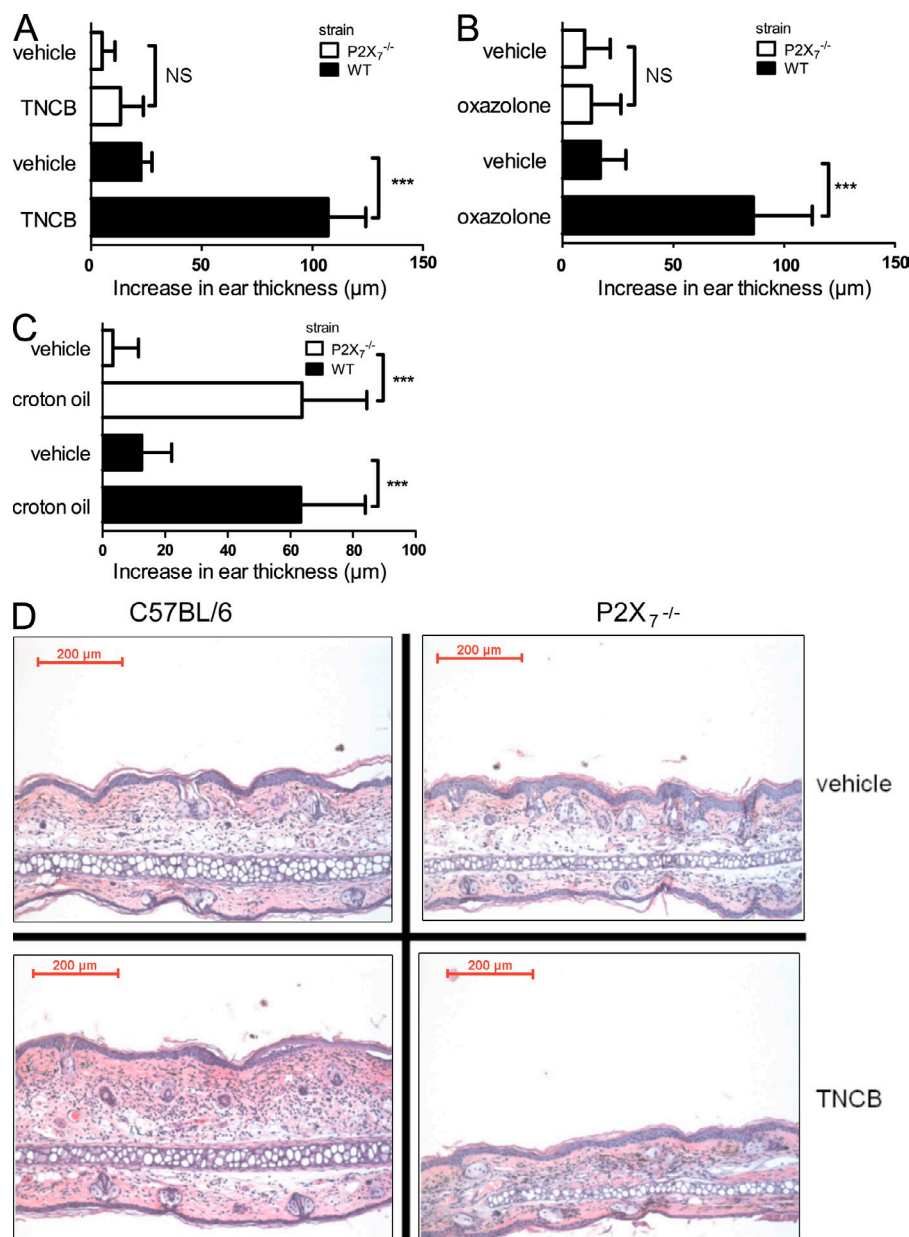 A
strain
P2X7-/-
WT
vehicle
TNCB
vehicle
TNCB
NS
***
0 50 100 150
Increase in ear thickness (µm)
B
strain
P2X7-/-
WT
vehicle
oxazolone
vehicle
oxazolone
NS
***
0 50 100 150
Increase in ear thickness (µm)
C
strain
P2X7-/-
WT
vehicle
croton oil
vehicle
croton oil
***
***
0 20 40 60 80 100
Increase in ear thickness (µm)
D
C57BL/6
P2X7-/-
200 µm
200 µm
vehicle
200 µm
200 µm
TNCB